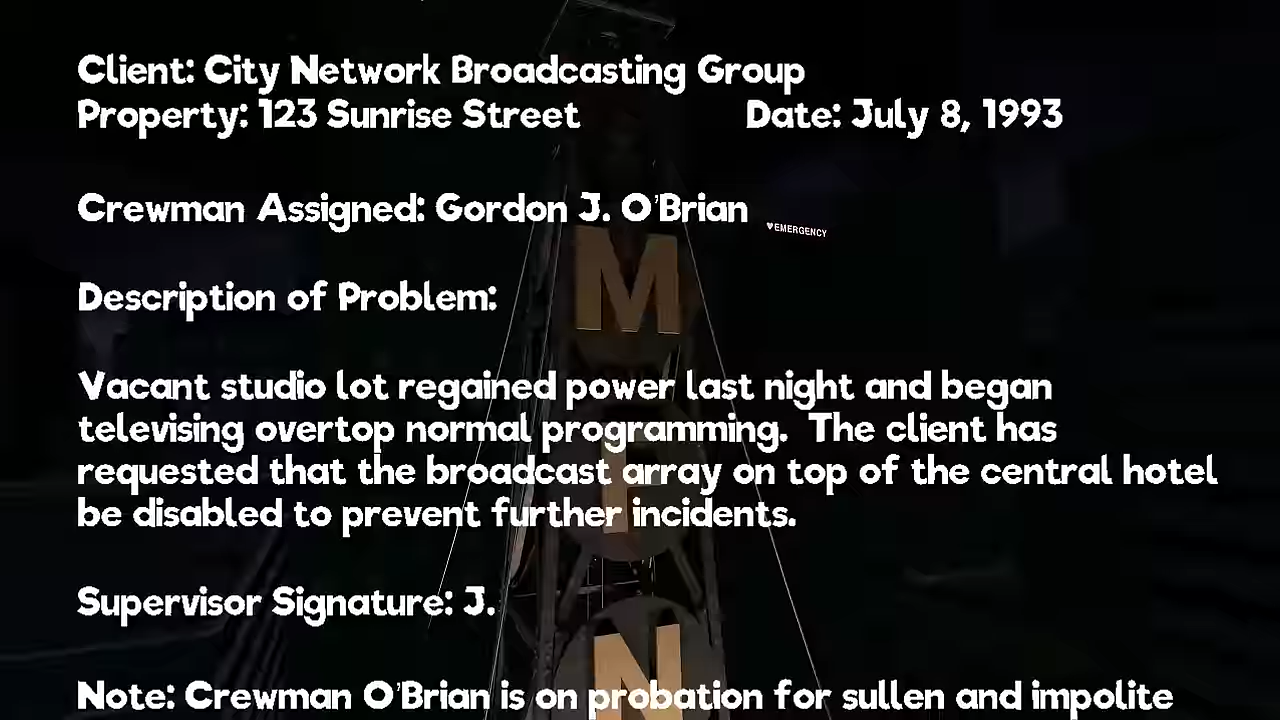 Client: City Network Broadcasting Group
Property: 123 Sunrise Street Date: July 8, 1993
Crewman Assigned: Gordon J. O'Brian
♥EMERGENCY
M
Description of Problem:
Vacant studio lot regained power last night and began
televising overtop normal programming. The client has
requested that the broadcast array on top of the central hotel
be disabled to prevent further incidents.
Supervisor Signature: J.
N
Note: Crewman O'Brian is on probation for sullen and impolite